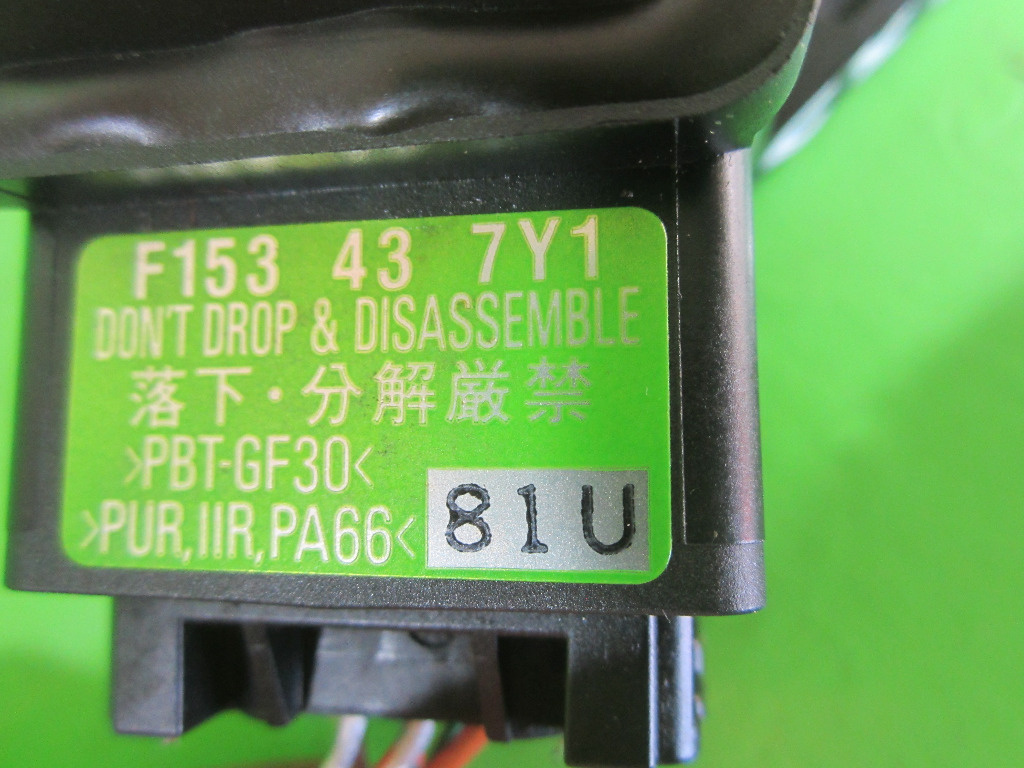 F153 43 7Y1
DON'T DROP & DISASSEMBLE
落下・分解厳禁
>PBT-GF30<
>PUR,IIR,PA66<
81U